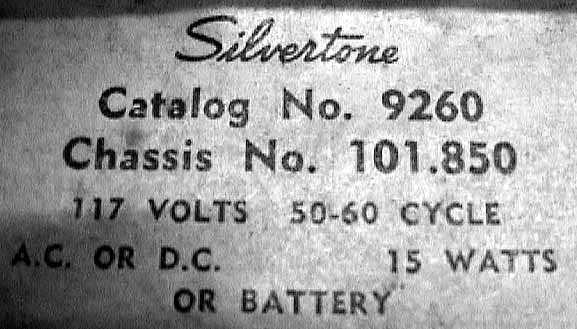 Silvertone
Catalog No. 9260
Chassis No. 101.850
117 VOLTS 50-60 CYCLE
A.C. OR D.C. 15 WATTS
OR BATTERY